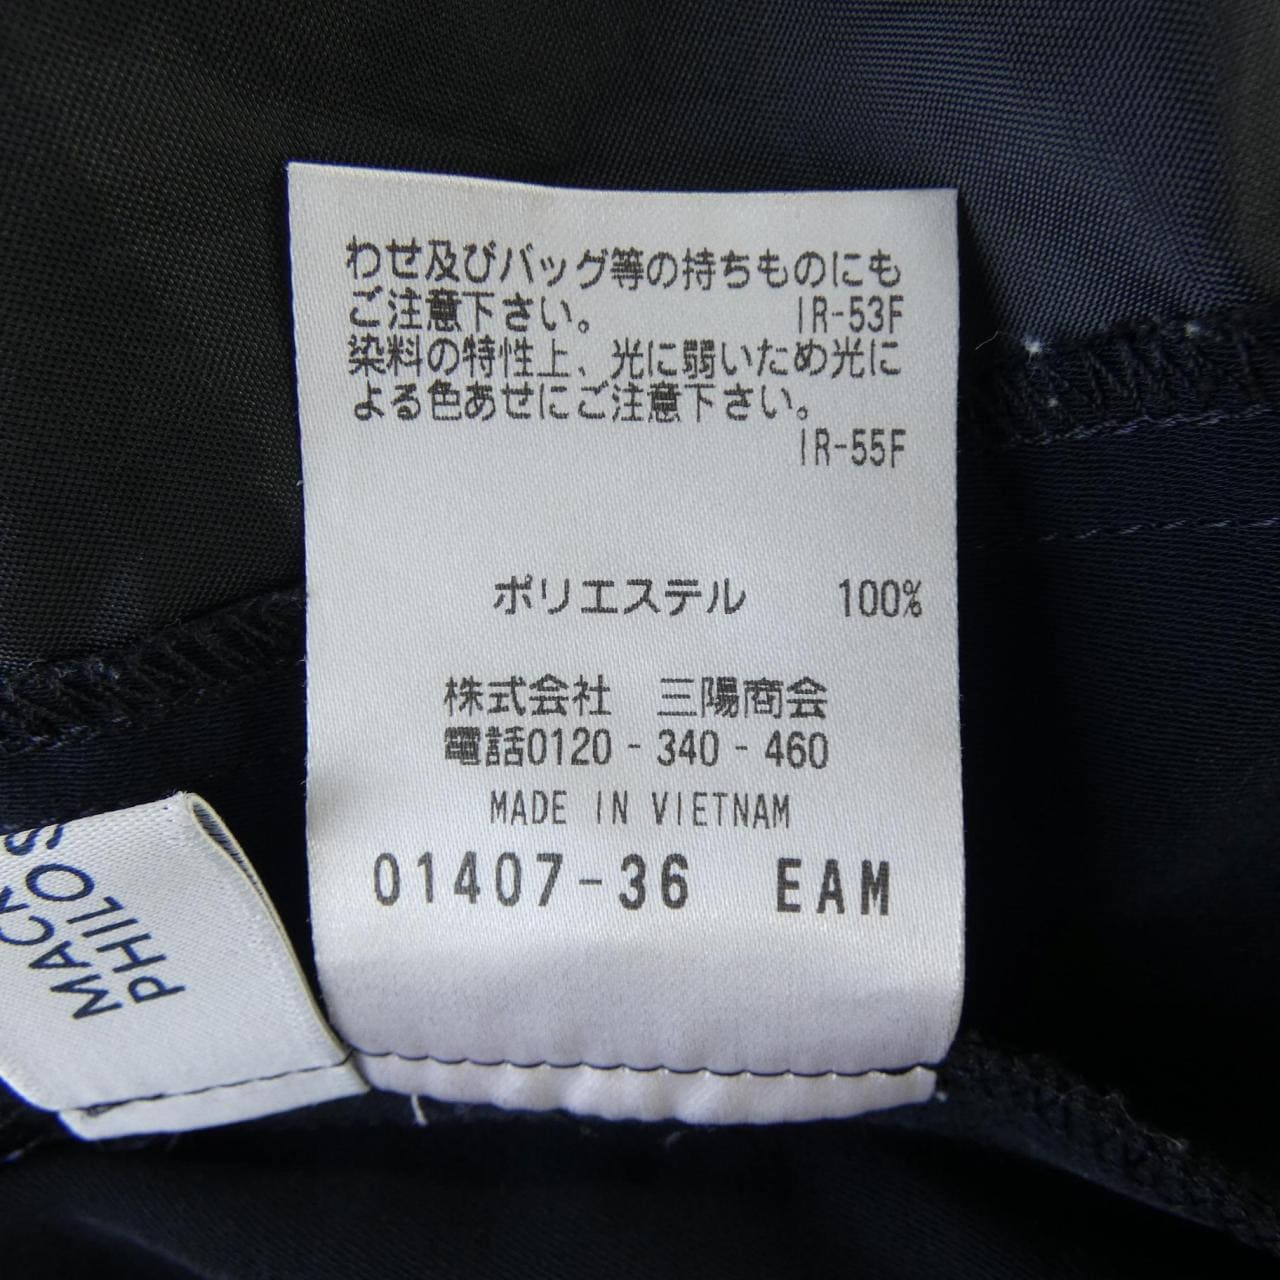 わせ及びバッグ等の持ちものにも
ご注意下さい。 IR-53F
染料の特性上、光に弱いため光に
よる色あせにご注意下さい。
IR-55F
ポリエステル 100%
株式会社 三陽商会
電話0120-340-460
MADE IN VIETNAM
01407-36 EAM
MACK
PHILOS